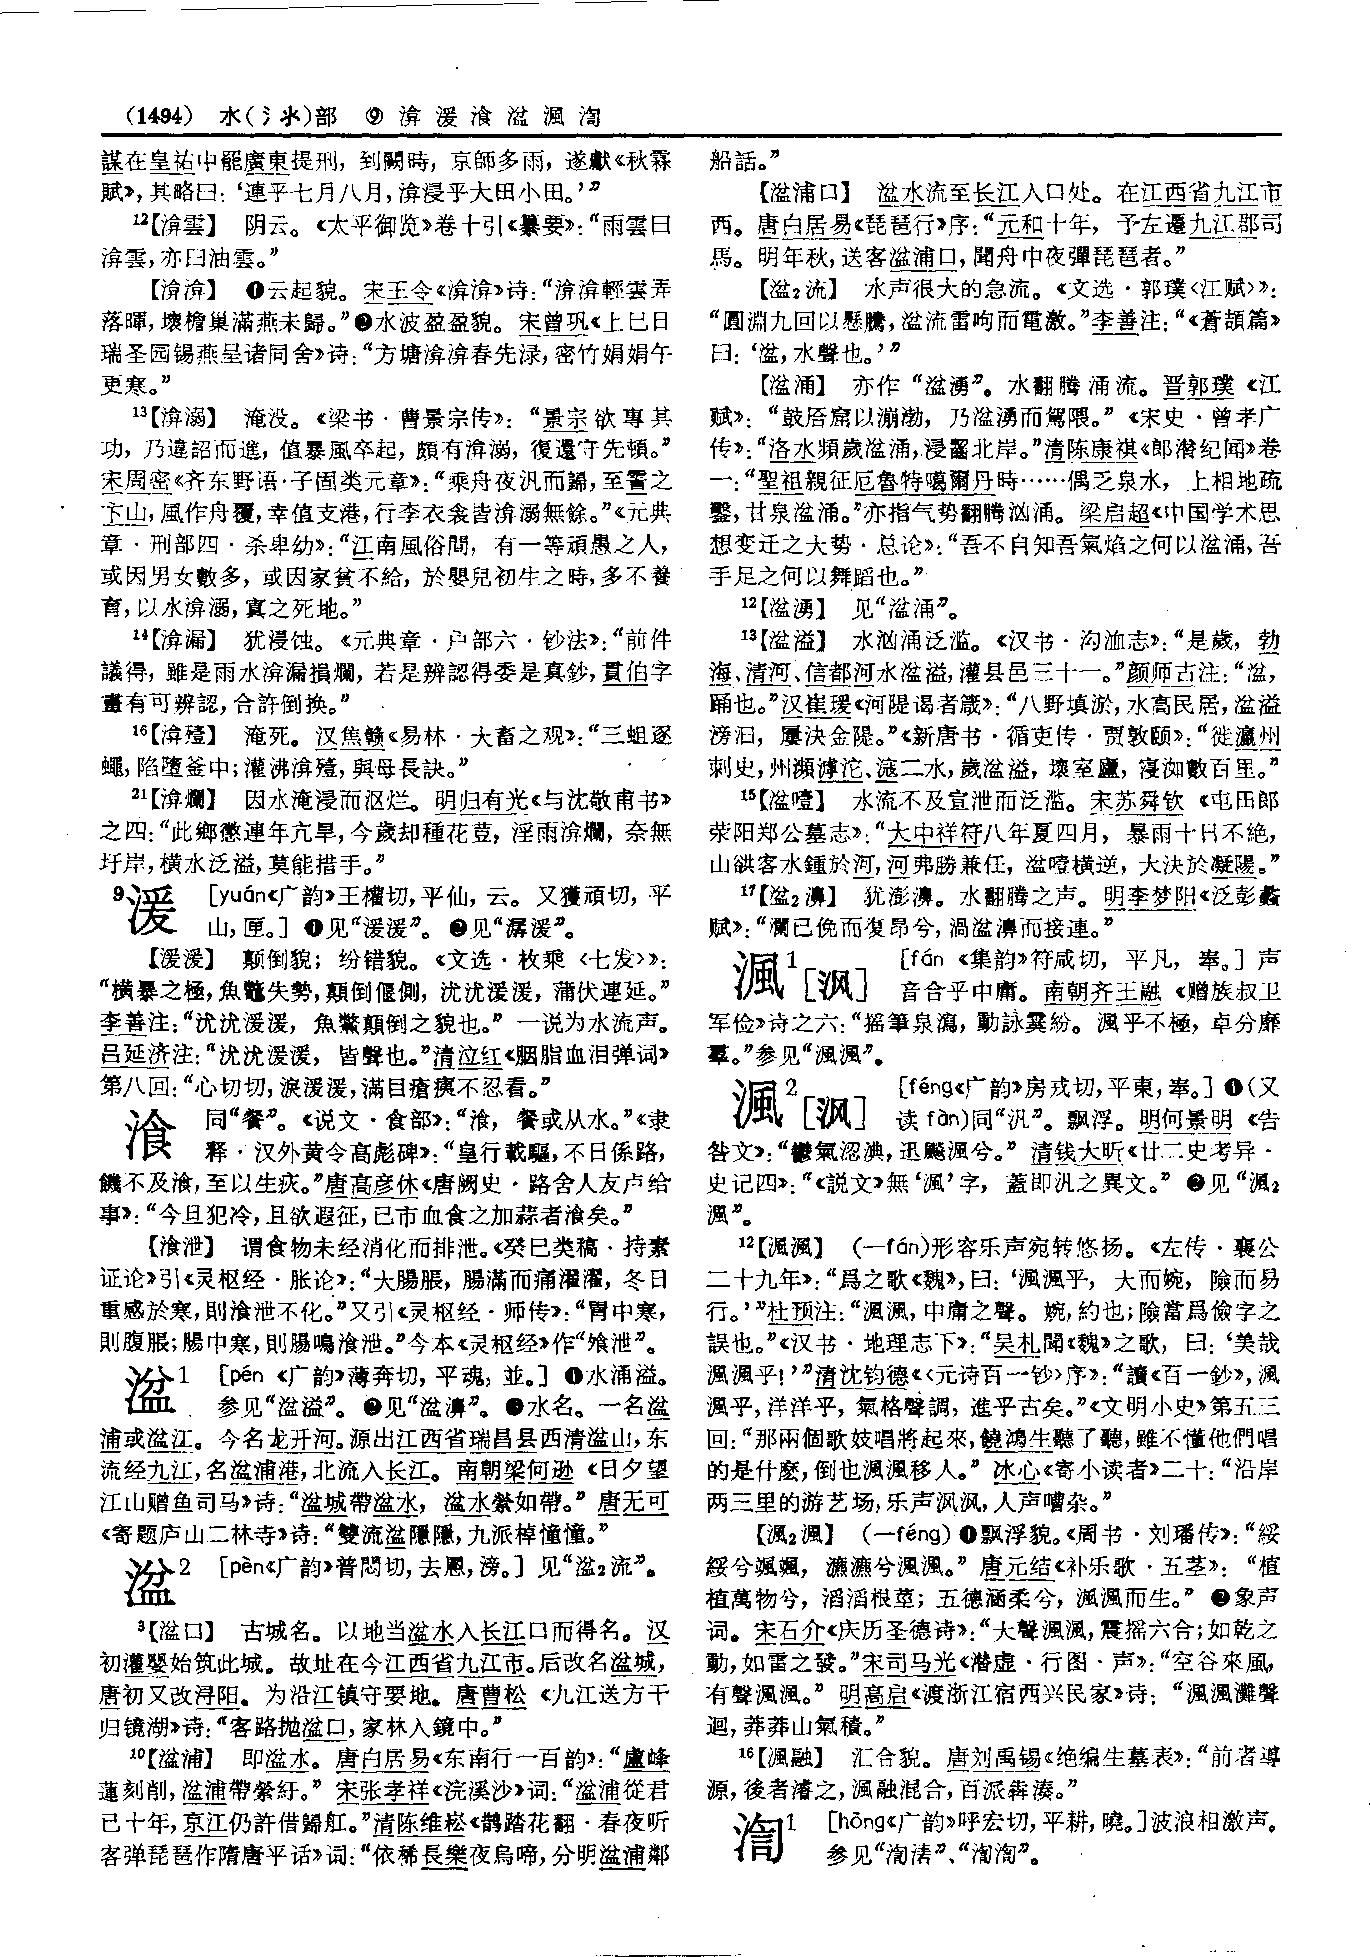 (1494) 水(氵氺)部 ⑨ 渰湲湌湓渢渹
謀在皇祐中罷廣東提刑，到闕時，京師多雨，遂獻《秋霖
賦》，其略曰：‘連乎七月八月，渰浸乎大田小田。’”
12【渰雲】 阴云。《太平御览》卷十引《纂要》：“雨雲曰
渰雲，亦曰油雲。”
【渰渰】 ❶云起貌。宋王令《渰渰》诗：“渰渰輕雲弄
落暉，壞檐巢滿燕未歸。”❷水波盈盈貌。宋曾巩《上巳日
瑞圣园锡燕呈诸同舍》诗：“方塘渰渰春先渌，密竹娟娟午
更寒。”
13【渰溺】 淹没。《梁书·曹景宗传》：“景宗欲專其
功，乃違詔而進，值暴風卒起，頗有渰溺，復還守先頓。”
宋周密《齐东野语·子固类元章》：“乘舟夜汎而歸，至霅之
卞山，風作舟覆，幸值支港，行李衣衾皆渰溺無餘。”《元典
章·刑部四·杀卑幼》：“江南風俗間，有一等頑愚之人，
或因男女數多，或因家貧不給，於嬰兒初生之時，多不養
育，以水渰溺，寘之死地。”
14【渰漏】 犹浸蚀。《元典章·户部六·钞法》：“前件
議得，雖是雨水渰漏損爛，若是辨認得委是真鈔，貫伯字
畫有可辨認，合許倒换。”
16【渰殪】 淹死。汉焦赣《易林·大畜之观》：“三蛆逐
蠅，陷墮釜中；灌沸渰殪，與母長訣。”
21【渰爛】 因水淹浸而沤烂。明归有光《与沈敬甫书》
之四：“此鄉懲連年亢旱，今歲却種花荳，淫雨渰爛，奈無
圩岸，橫水泛溢，莫能措手。”
9湲 ［yuán《广韵》王權切，平仙，云。又獲頑切，平
山，匣。］❶见“湲湲”。❷见“潺湲”。
【湲湲】 颠倒貌；纷错貌。《文选·枚乘〈七发〉》：
“橫暴之極，魚鼈失勢，顛倒偃側，沋沋湲湲，蒲伏連延。”
李善注：“沋沋湲湲，魚鱉顛倒之貌也。”一说为水流声。
吕延济注：“沋沋湲湲，皆聲也。”清泣红《胭脂血泪弹词》
第八回：“心切切，淚湲湲，滿目瘡痍不忍看。”
湌 同“餐”。《说文·食部》：“湌，餐或从水。”《隶
释·汉外黄令高彪碑》：“皇行載驅，不日係路，
饑不及湌，至以生疢。”唐高彦休《唐阙史·路舍人友卢给
事》：“今旦犯冷，且欲遐征，已市血食之加蒜者湌矣。”
【湌泄】 谓食物未经消化而排泄。《癸巳类稿·持素
证论》引《灵枢经·胀论》：“大腸脹，腸滿而痛濯濯，冬日
重感於寒，則湌泄不化。”又引《灵枢经·师传》：“胃中寒，
則腹脹；腸中寒，則腸鳴湌泄。”今本《灵枢经》作“飧泄”。
湓1 ［pén《广韵》薄奔切，平魂，並。］❶水涌溢。
参见“湓溢”。❷见“湓濞”。❸水名。一名湓
浦或湓江。今名龙开河。源出江西省瑞昌县西清湓山，东
流经九江，名湓浦港，北流入长江。南朝梁何逊《日夕望
江山赠鱼司马》诗：“湓城帶湓水，湓水縈如帶。”唐无可
《寄题庐山二林寺》诗：“雙流湓隱隱，九派棹憧憧。”
湓2 ［pèn《广韵》普悶切，去慁，滂。］见“湓₂流”。
3【湓口】 古城名。以地当湓水入长江口而得名。汉
初灌婴始筑此城。故址在今江西省九江市。后改名湓城，
唐初又改浔阳。为沿江镇守要地。唐曹松《九江送方干
归镜湖》诗：“客路抛湓口，家林入鏡中。”
10【湓浦】 即湓水。唐白居易《东南行一百韵》：“廬峰
蓮刻削，湓浦帶縈紆。”宋张孝祥《浣溪沙》词：“湓浦從君
已十年，京江仍許借歸舡。”清陈维崧《鹊踏花翻·春夜听
客弹琵琶作隋唐平话》词：“依稀長樂夜烏啼，分明湓浦鄰
船話。”
【湓浦口】 湓水流至长江入口处。在江西省九江市
西。唐白居易《琵琶行》序：“元和十年，予左遷九江郡司
馬。明年秋，送客湓浦口，聞舟中夜彈琵琶者。”
【湓₂流】 水声很大的急流。《文选·郭璞〈江赋〉》：
“圓淵九回以懸騰，湓流雷呴而電激。”李善注：“《蒼頡篇》
曰：‘湓，水聲也。’”
【湓涌】 亦作“湓湧”。水翻腾涌流。晋郭璞《江
赋》：“鼓㕇窟以漰渤，乃湓湧而駕隈。”《宋史·曾孝广
传》：“洛水頻歲湓涌，浸齧北岸。”清陈康祺《郎潜纪闻》卷
一：“聖祖親征厄魯特噶爾丹時……偶乏泉水，上相地疏
鑿，甘泉湓涌。”亦指气势翻腾汹涌。梁启超《中国学术思
想变迁之大势·总论》：“吾不自知吾氣焰之何以湓涌，吾
手足之何以舞蹈也。”
12【湓湧】 见“湓涌”。
13【湓溢】 水汹涌泛滥。《汉书·沟洫志》：“是歲，勃
海、清河、信都河水湓溢，灌县邑三十一。”颜师古注：“湓，
踊也。”汉崔瑗《河隄谒者箴》：“八野填淤，水高民居，湓溢
滂汩，屢決金隄。”《新唐书·循吏传·贾敦颐》：“徙瀛州
刺史，州瀕滹沱、滱二水，歲湓溢，壞室廬，寖洳數百里。”
15【湓噎】 水流不及宣泄而泛滥。宋苏舜钦《屯田郎
荥阳郑公墓志》：“大中祥符八年夏四月，暴雨十日不绝，
山谼客水鍾於河，河弗勝兼任，湓噎橫逆，大決於凝陽。”
17【湓₂濞】 犹澎濞。水翻腾之声。明李梦阳《泛彭蠡
赋》：“瀾已俛而復昂兮，渦湓濞而接連。”
渢1［沨］ ［fán《集韵》符咸切，平凡，奉。］声
音合乎中庸。南朝齐王融《赠族叔卫
军俭》诗之六：“摇筆泉瀉，動詠霙紛。渢乎不極，卓分靡
羣。”参见“渢渢”。
渢2［沨］ ［féng《广韵》房戎切，平東，奉。］❶（又
读fàn）同“汎”。飘浮。明何景明《告
咎文》：“鬱氣涊淟，迅飈渢兮。”清钱大昕《廿二史考异·
史记四》：“《説文》無‘渢’字，蓋即汎之異文。”❷见“渢₂
渢”。
12【渢渢】 （—fán）形容乐声宛转悠扬。《左传·襄公
二十九年》：“爲之歌《魏》，曰：‘渢渢乎，大而婉，險而易
行。’”杜预注：“渢渢，中庸之聲。婉，約也；險當爲儉字之
誤也。”《汉书·地理志下》：“吴札聞《魏》之歌，曰：‘美哉
渢渢乎！’”清沈钧德《〈元诗百一钞〉序》：“讀《百一鈔》，渢
渢乎，洋洋乎，氣格聲調，進乎古矣。”《文明小史》第五三
回：“那兩個歌妓唱將起來，饒鴻生聽了聽，雖不懂他們唱
的是什麽，倒也渢渢移人。”冰心《寄小读者》二十：“沿岸
两三里的游艺场，乐声沨沨，人声嘈杂。”
【渢₂渢】 （—féng）❶飘浮貌。《周书·刘璠传》：“綏
綏兮颯颯，瀌瀌兮渢渢。”唐元结《补乐歌·五茎》：“植
植萬物兮，滔滔根莖；五德涵柔兮，渢渢而生。”❷象声
词。宋石介《庆历圣德诗》：“大聲渢渢，震摇六合；如乾之
動，如雷之發。”宋司马光《潜虚·行图·声》：“空谷來風，
有聲渢渢。”明高启《渡浙江宿西兴民家》诗：“渢渢灘聲
迴，莽莽山氣積。”
16【渢融】 汇合貌。唐刘禹锡《绝编生墓表》：“前者導
源，後者濬之，渢融混合，百派犇湊。”
渹1 ［hōng《广韵》呼宏切，平耕，曉。］波浪相激声。
参见“渹湱”、“渹渹”。